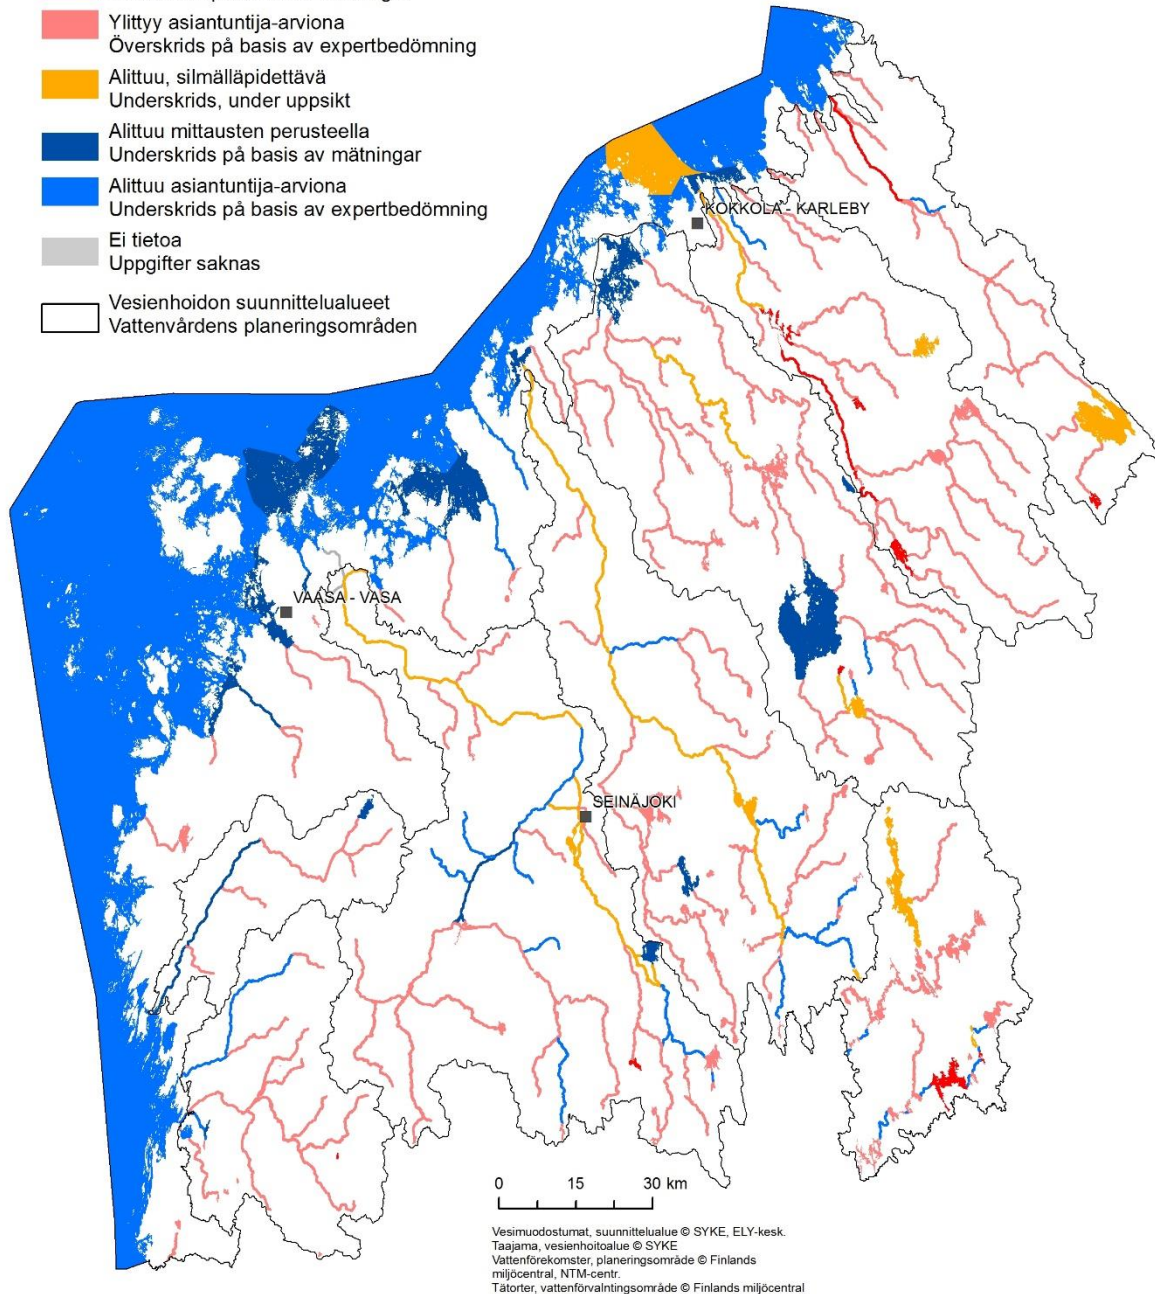 Ylittyy asiantuntija-arviona
Överskrids på basis av expertbedömning
Alittuu, silmälläpidettävä
Underskrids, under uppsikt
Alittuu mittausten perusteella
Underskrids på basis av mätningar
Alittuu asiantuntija-arviona
Underskrids på basis av expertbedömning
Ei tietoa
Uppgifter saknas
Vesienhoidon suunnittelualueet
Vattenvårdens planeringsområden
KOKKOLA - KARLEBY
VAASA - VASA
SEINÄJOKI
0 15 30 km
Vesimuodostumat, suunnittelualue © SYKE, ELY-kesk.
Taajama, vesienhoitoalue © SYKE
Vattenförekomster, planeringsområde © Finlands
miljöcentral, NTM-centr.
Tätorter, vattenförvalntingsområde © Finlands miljöcentral